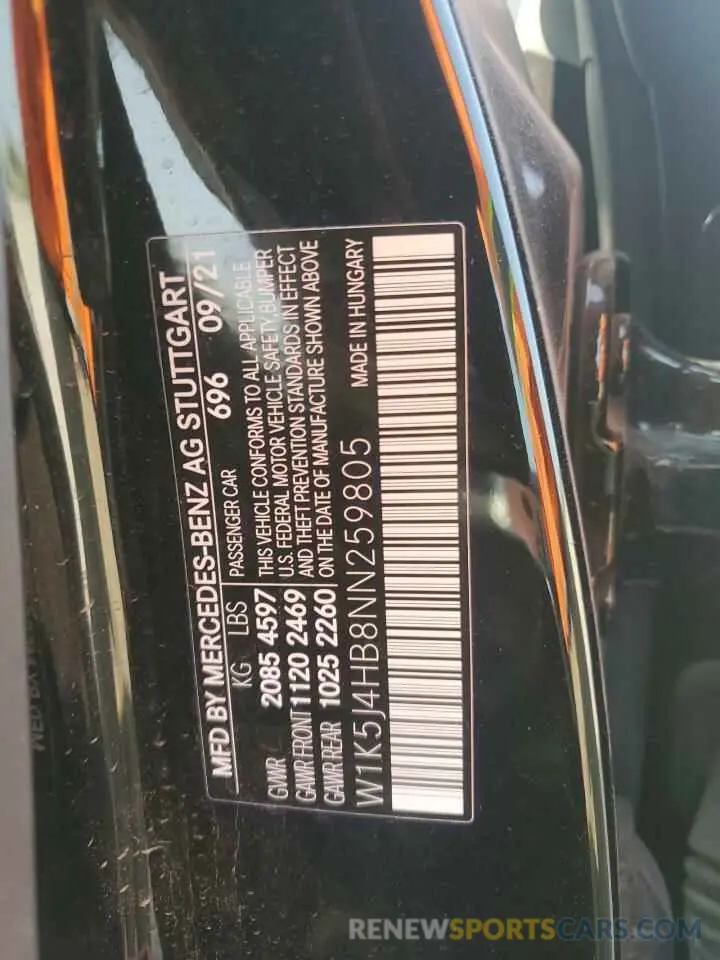 MFD BY MERCEDES-BENZ AG STUTTGART
696 09/21
KG LBS PASSENGER CAR
GVWR 2085 4597
GAWR FRONT 1120 2469
GAWR REAR 1025 2260
THIS VEHICLE CONFORMS TO ALL APPLICABLE
U.S. FEDERAL MOTOR VEHICLE SAFETY, BUMPER
AND THEFT PREVENTION STANDARDS IN EFFECT
ON THE DATE OF MANUFACTURE SHOWN ABOVE
W1K5J4HB8NN259805 MADE IN HUNGARY
RENEWSPORTSCARS.COM